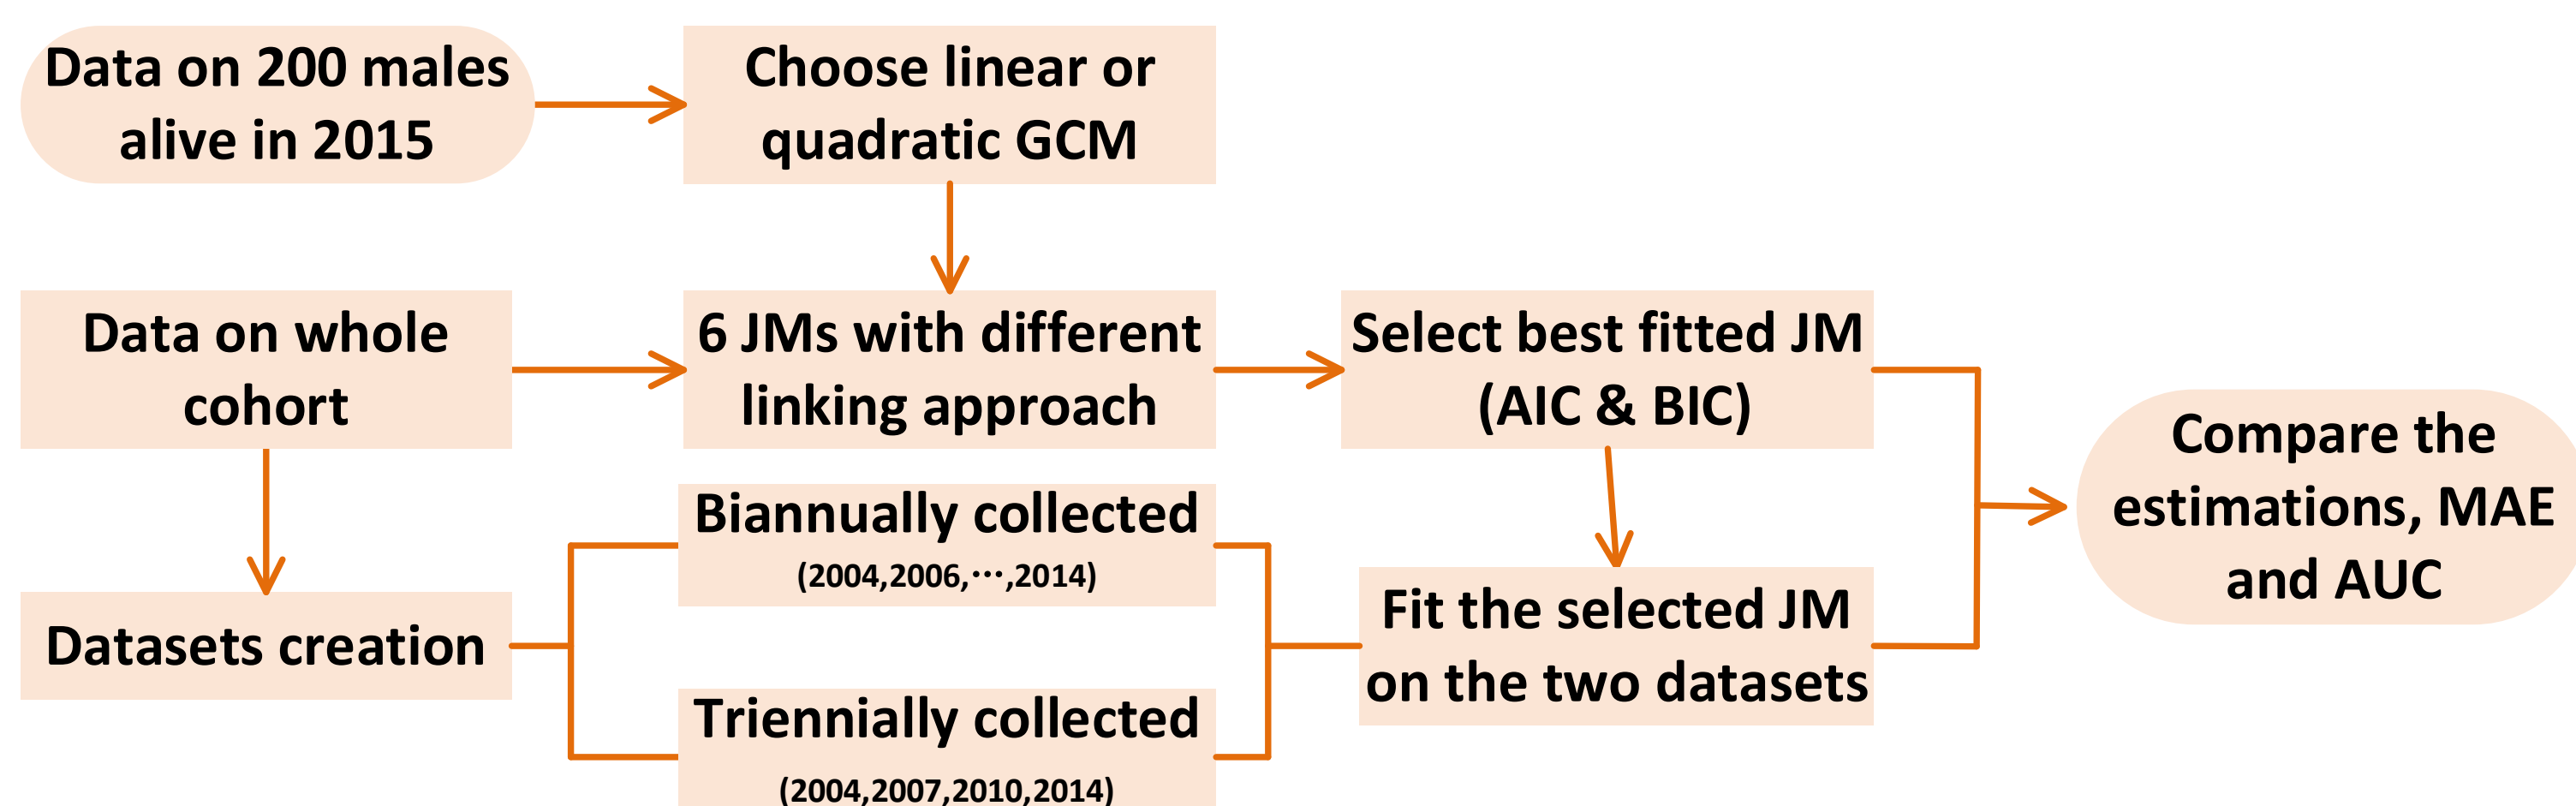 Data on 200 males
alive in 2015
Choose linear or
quadratic GCM
Data on whole
cohort
6 JMs with different
linking approach
Select best fitted JM
(AIC & BIC)
Datasets creation
Biannually collected
(2004,2006,···,2014)
Triennially collected
(2004,2007,2010,2014)
Fit the selected JM
on the two datasets
Compare the
estimations, MAE
and AUC